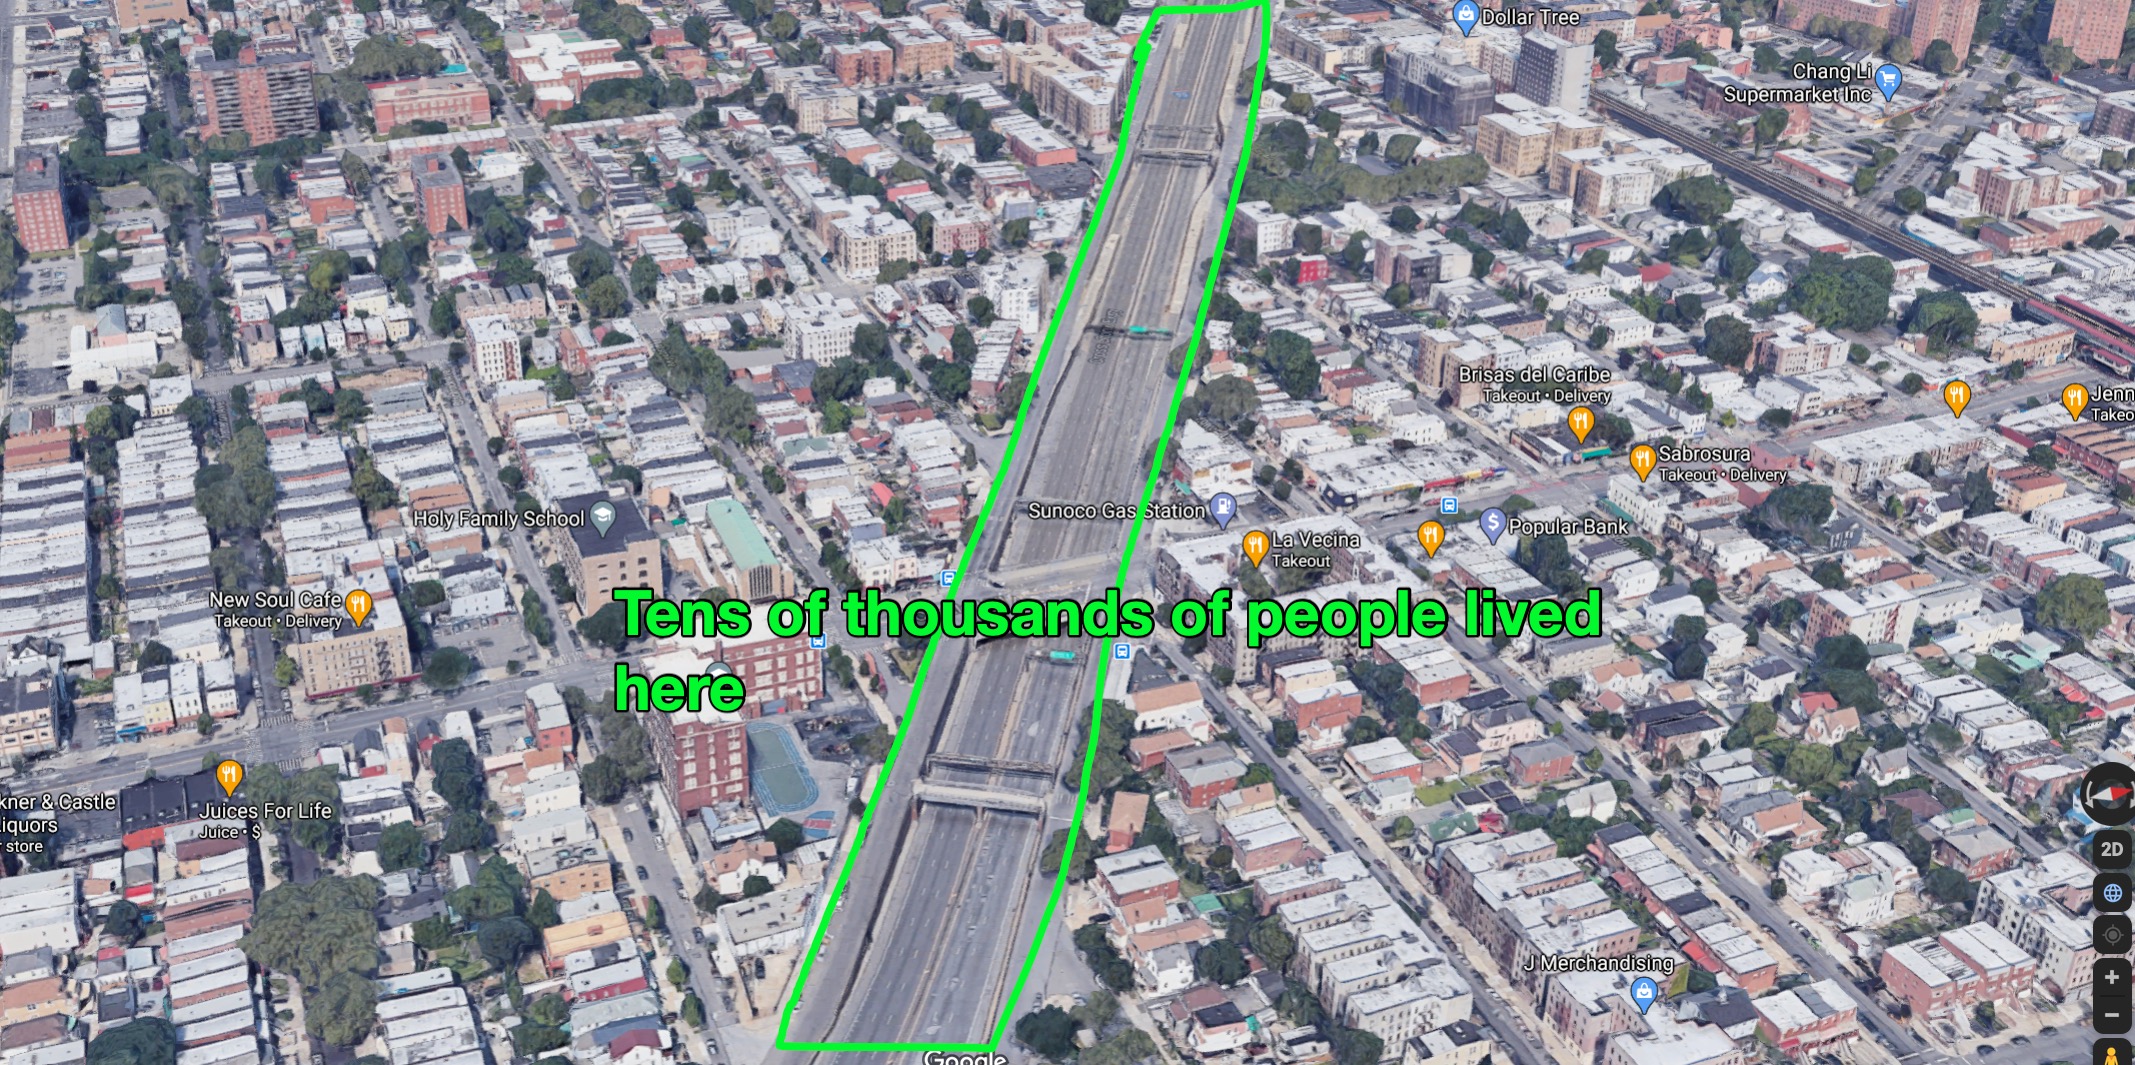 Dollar Tree
Chang Li
Supermarket Inc
Brisas del Caribe
Takeout • Delivery
Jenn
Takeo
Sabrosura
Takeout • Delivery
Holy Family School
Sunoco Gas Station
Popular Bank
La Vecina
Takeout
New Soul Cafe
Takeout • Delivery
Tens of thousands of people lived
here
kner & Castle
iquors
r store
Juices For Life
Juice • $
2D
J Merchandising
Google